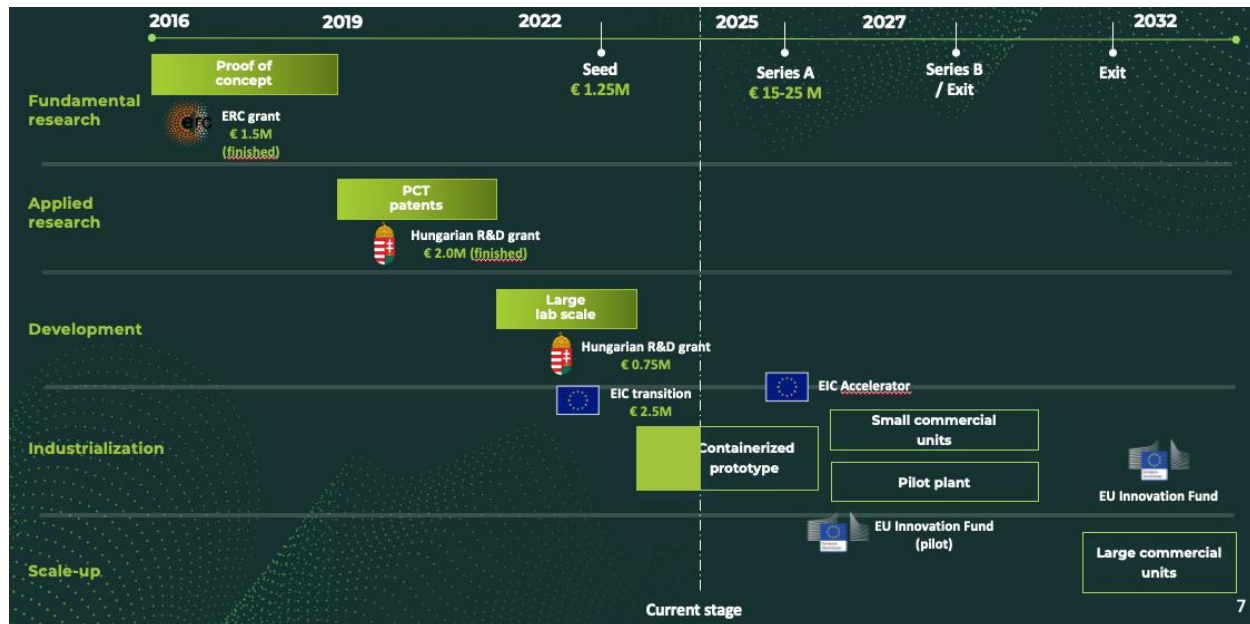 2016
2019
2022
2025
2027
2032
Proof of
concept
Seed
€ 1.25M
Series A
€ 15-25 M
Series B
/ Exit
Exit
Fundamental
research
erc
ERC grant
€ 1.5M
(finished)
Applied
research
PCT
patents
Hungarian R&D grant
€ 2.0M (finished)
Development
Large
lab scale
Hungarian R&D grant
€ 0.75M
EIC transition
€ 2.5M
EIC Accelerator
Industrialization
Containerized
prototype
Small commercial
units
Pilot plant
EU Innovation Fund
EU Innovation Fund
(pilot)
Scale-up
Large commercial
units
Current stage
7